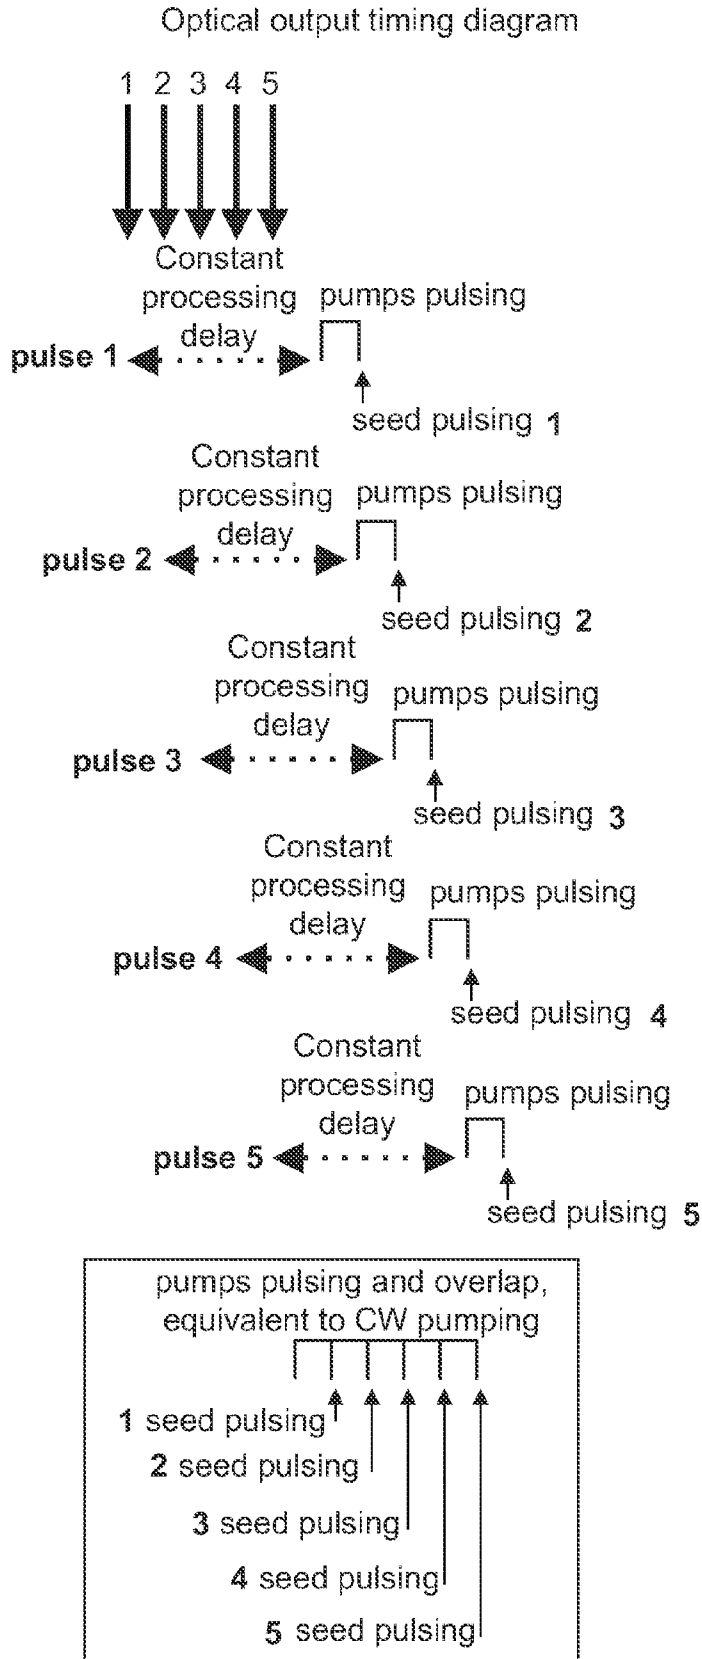 Optical output timing diagram
1 2 3 4 5
Constant
processing
delay
pumps pulsing
pulse 1
seed pulsing 1
Constant
processing
delay
pumps pulsing
pulse 2
seed pulsing 2
Constant
processing
delay
pumps pulsing
pulse 3
seed pulsing 3
Constant
processing
delay
pumps pulsing
pulse 4
seed pulsing 4
Constant
processing
delay
pumps pulsing
pulse 5
seed pulsing 5
pumps pulsing and overlap,
equivalent to CW pumping
1 seed pulsing
2 seed pulsing
3 seed pulsing
4 seed pulsing
5 seed pulsing